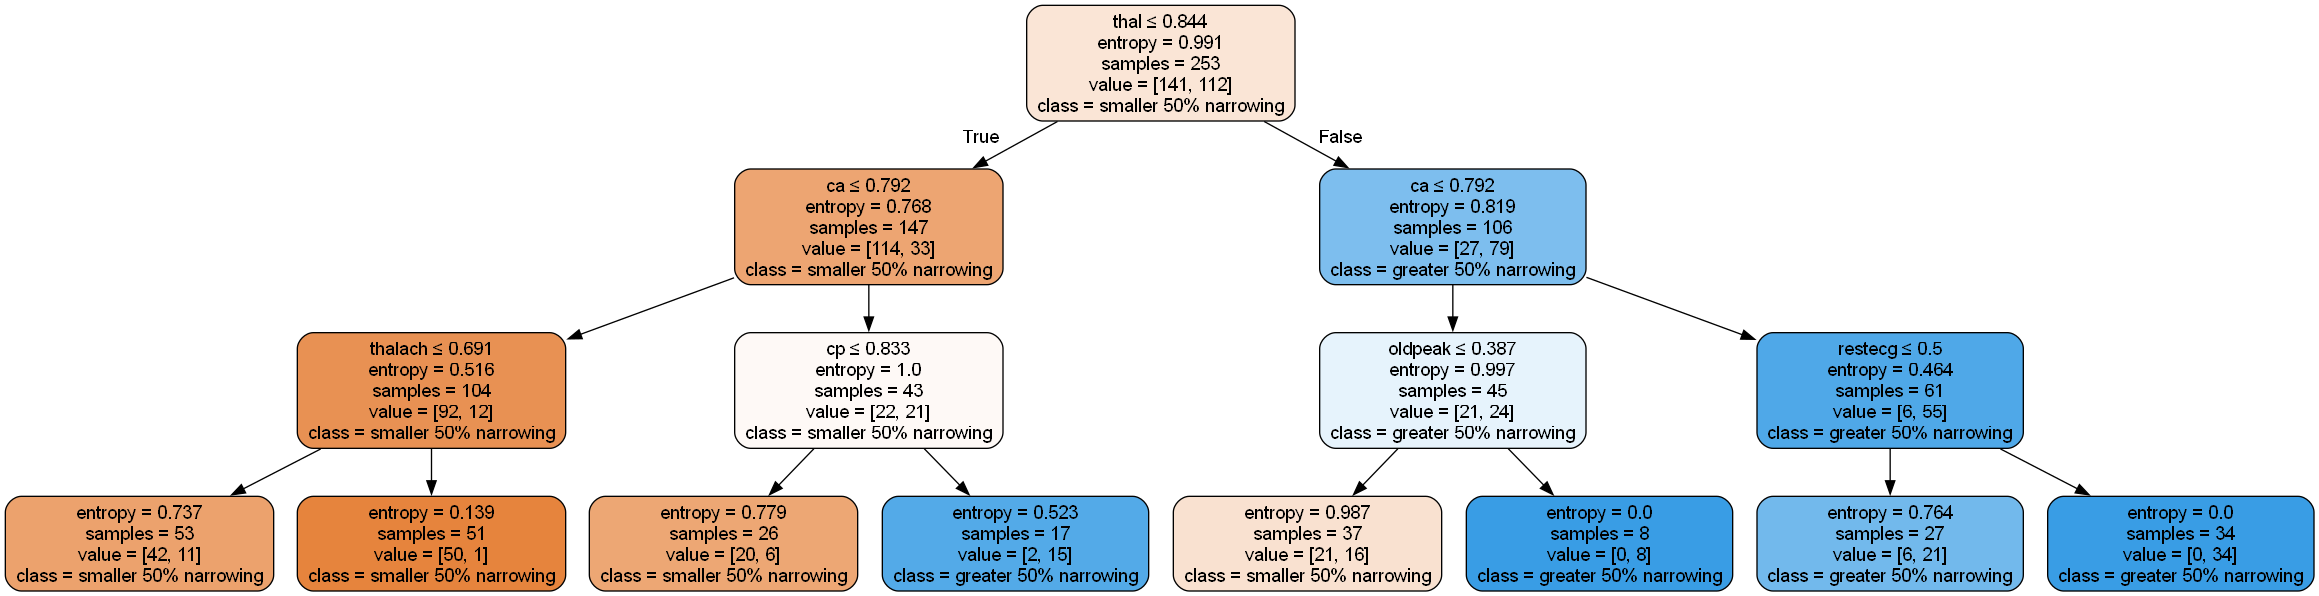 thal ≤ 0.844
entropy = 0.991
samples = 253
value = [141, 112]
class = smaller 50% narrowing
True
False
ca ≤ 0.792
entropy = 0.768
samples = 147
value = [114, 33]
class = smaller 50% narrowing
ca ≤ 0.792
entropy = 0.819
samples = 106
value = [27, 79]
class = greater 50% narrowing
thalach ≤ 0.691
entropy = 0.516
samples = 104
value = [92, 12]
class = smaller 50% narrowing
cp ≤ 0.833
entropy = 1.0
samples = 43
value = [22, 21]
class = smaller 50% narrowing
oldpeak ≤ 0.387
entropy = 0.997
samples = 45
value = [21, 24]
class = greater 50% narrowing
restecg ≤ 0.5
entropy = 0.464
samples = 61
value = [6, 55]
class = greater 50% narrowing
entropy = 0.737
samples = 53
value = [42, 11]
class = smaller 50% narrowing
entropy = 0.139
samples = 51
value = [50, 1]
class = smaller 50% narrowing
entropy = 0.779
samples = 26
value = [20, 6]
class = smaller 50% narrowing
entropy = 0.523
samples = 17
value = [2, 15]
class = greater 50% narrowing
entropy = 0.987
samples = 37
value = [21, 16]
class = smaller 50% narrowing
entropy = 0.0
samples = 8
value = [0, 8]
class = greater 50% narrowing
entropy = 0.764
samples = 27
value = [6, 21]
class = greater 50% narrowing
entropy = 0.0
samples = 34
value = [0, 34]
class = greater 50% narrowing